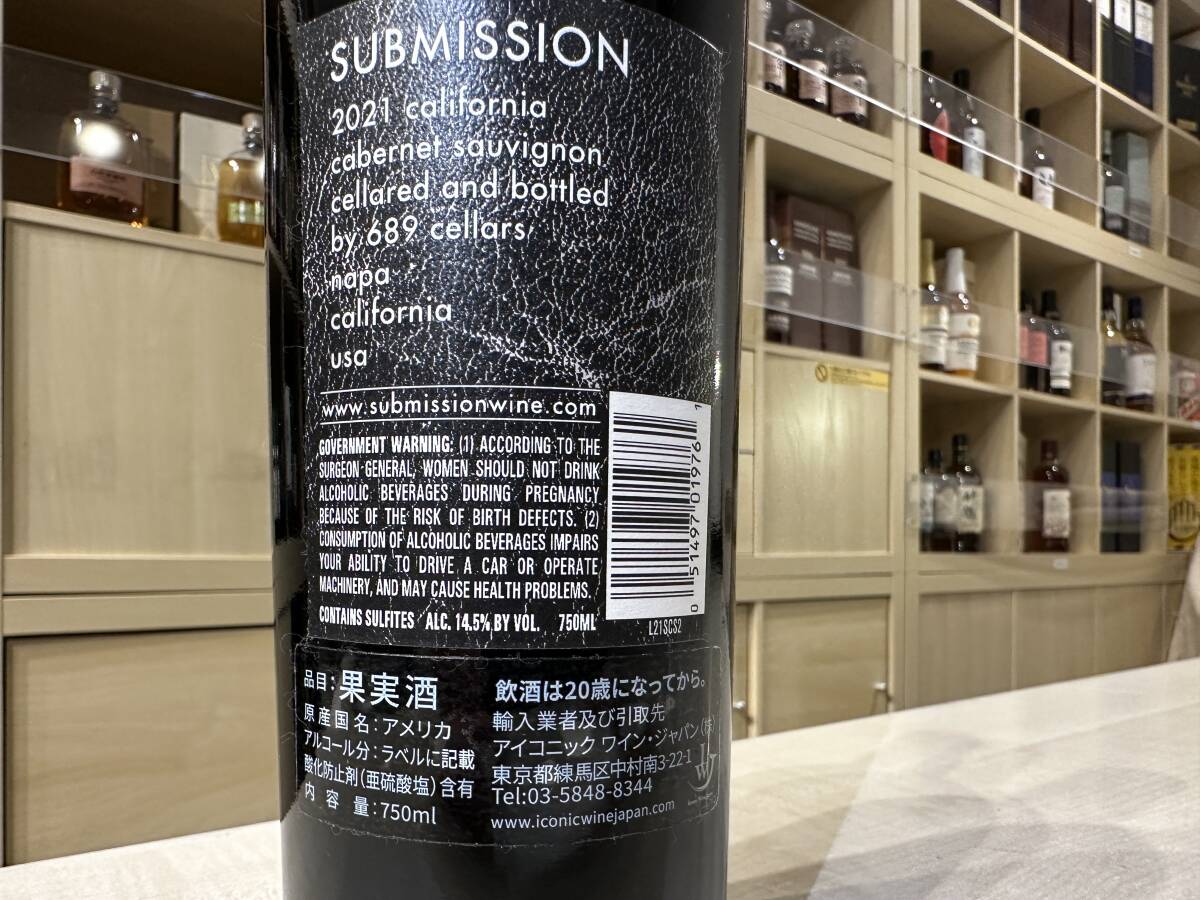 SUBMISSION
2021 california
cabernet sauvignon
cellared and bottled
by 689 cellars
napa
california
usa
www.submissionwine.com
GOVERNMENT WARNING: (1) ACCORDING TO THE
SURGEON GENERAL, WOMEN SHOULD NOT DRINK
ALCOHOLIC BEVERAGES DURING PREGNANCY
BECAUSE OF THE RISK OF BIRTH DEFECTS. (2)
CONSUMPTION OF ALCOHOLIC BEVERAGES IMPAIRS
YOUR ABILITY TO DRIVE A CAR OR OPERATE
MACHINERY, AND MAY CAUSE HEALTH PROBLEMS.
CONTAINS SULFITES ALC. 14.5% BY VOL. 750ML
0 51497 01976 1
L21SCS2
品目:果実酒
原産国名:アメリカ
アルコール分:ラベルに記載
酸化防止剤(亜硫酸塩)含有
内容量:750ml
飲酒は20歳になってから。
輸入業者及び引取先
アイコニック ワイン・ジャパン(株)
東京都練馬区中村南3-22-1
Tel:03-5848-8344
www.iconicwinejapan.com